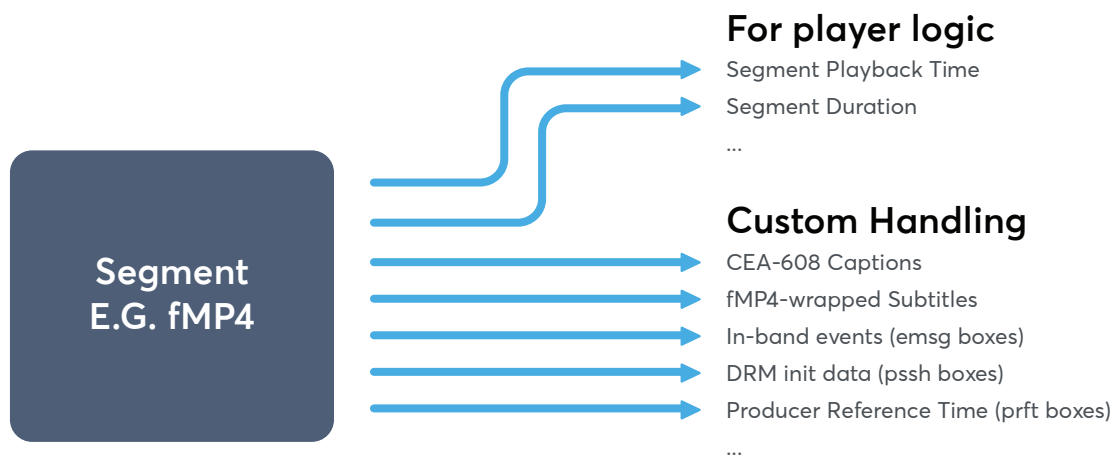 Segment
E.G. fMP4
For player logic
Segment Playback Time
Segment Duration
...
Custom Handling
CEA-608 Captions
fMP4-wrapped Subtitles
In-band events (emsg boxes)
DRM init data (pssh boxes)
Producer Reference Time (prft boxes)
...